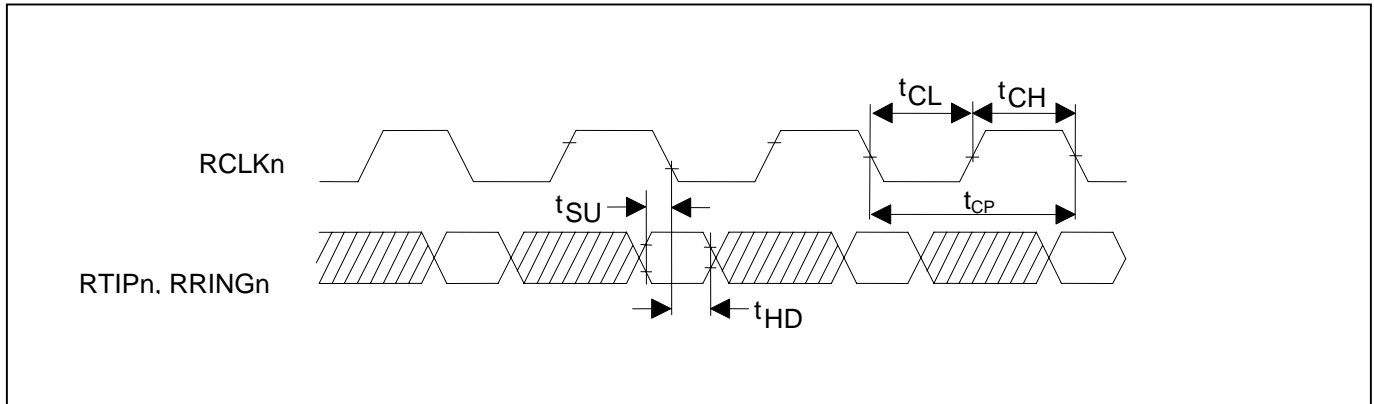 tCL
tCH
RCLKn
tCP
tSU
RTIPn, RRINGn
tHD